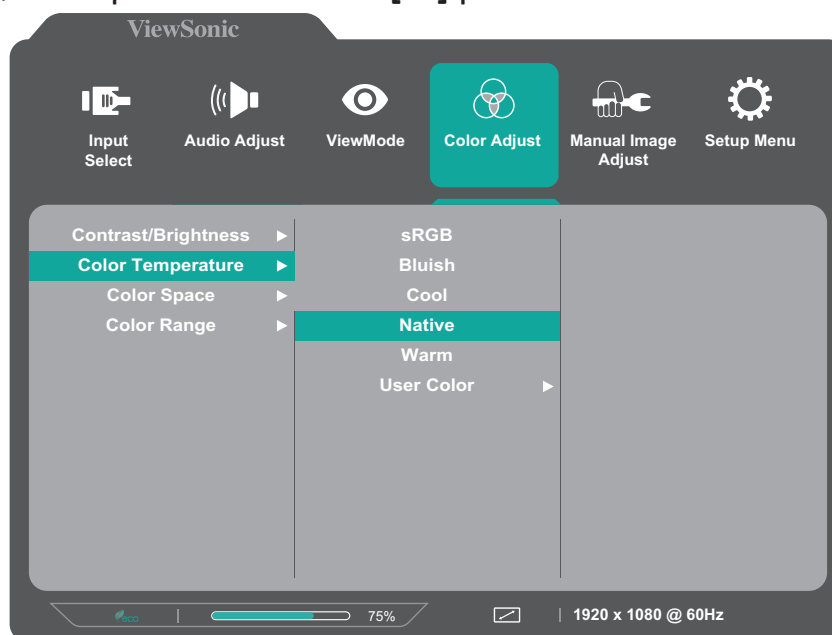 ViewSonic
Input
Select
Audio Adjust
ViewMode
Color Adjust
Manual Image
Adjust
Setup Menu
Contrast/Brightness
Color Temperature
Color Space
Color Range
sRGB
Bluish
Cool
Native
Warm
User Color
eco
75%
1920 x 1080 @ 60Hz